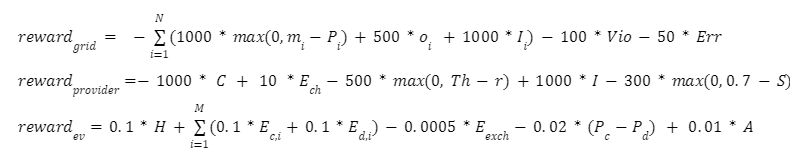 reward_grid = − Σ_{i=1}^{N} (1000 * max(0, m_i − P_i) + 500 * o_i + 1000 * I_i) − 100 * Vio − 50 * Err
reward_provider =− 1000 * C + 10 * E_ch − 500 * max(0, Th − r) + 1000 * I − 300 * max(0, 0.7 − S)
reward_ev = 0.1 * H + Σ_{i=1}^{M} (0.1 * E_{c,i} + 0.1 * E_{d,i}) − 0.0005 * E_exch − 0.02 * (P_c − P_d) + 0.01 * A